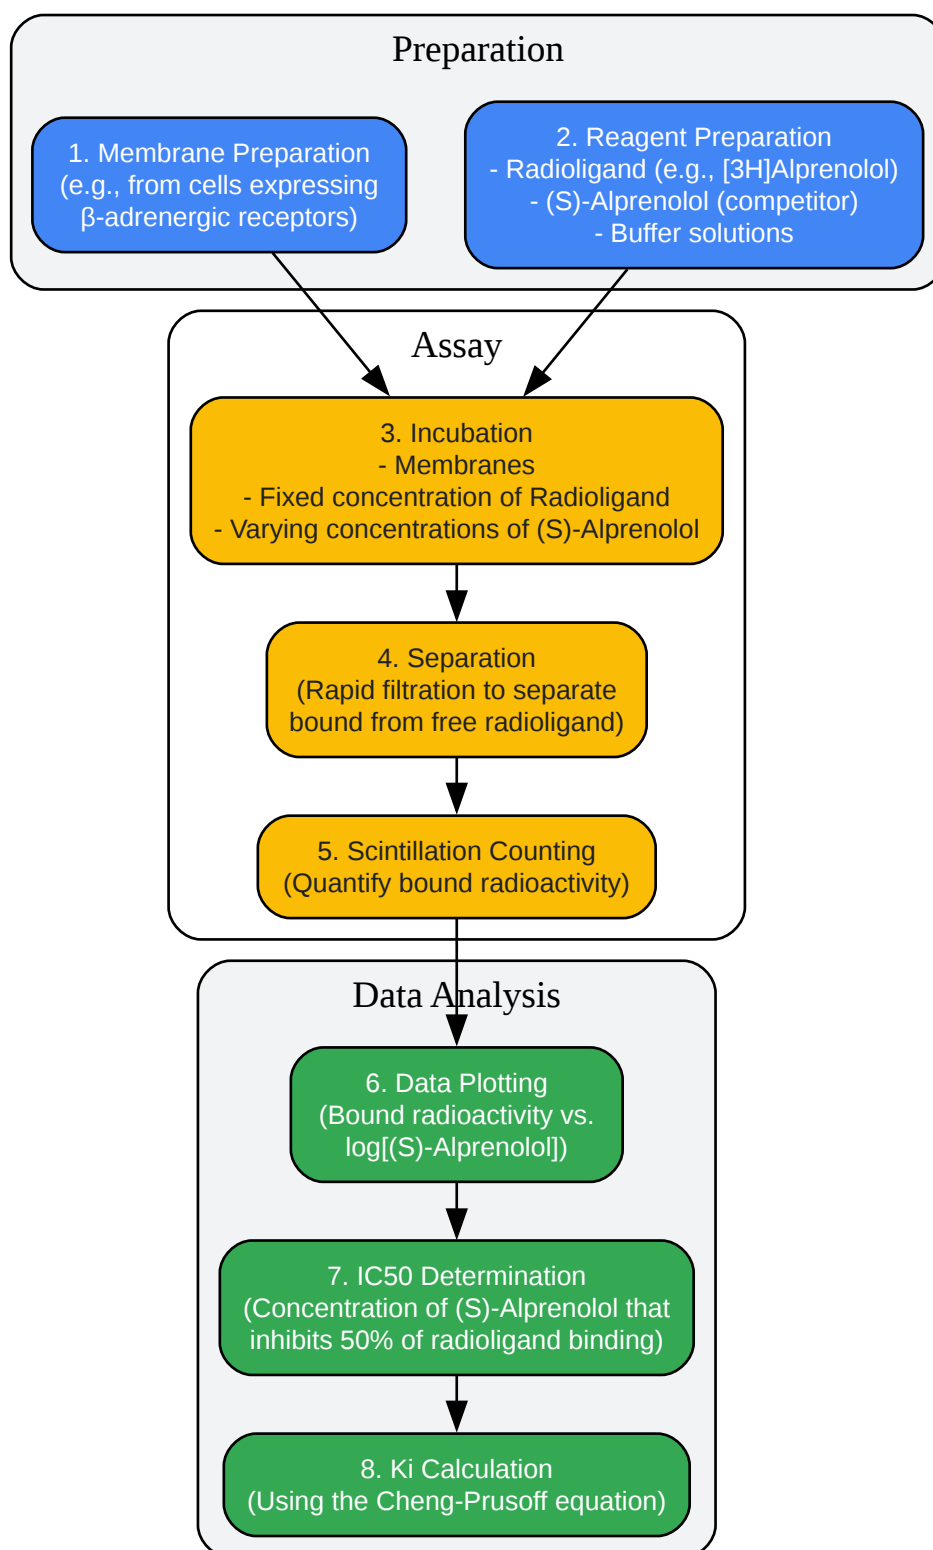 Preparation
1. Membrane Preparation
(e.g., from cells expressing
β-adrenergic receptors)
2. Reagent Preparation
- Radioligand (e.g., [3H]Alprenolol)
- (S)-Alprenolol (competitor)
- Buffer solutions
Assay
3. Incubation
- Membranes
- Fixed concentration of Radioligand
- Varying concentrations of (S)-Alprenolol
4. Separation
(Rapid filtration to separate
bound from free radioligand)
5. Scintillation Counting
(Quantify bound radioactivity)
Data Analysis
6. Data Plotting
(Bound radioactivity vs.
log[(S)-Alprenolol])
7. IC50 Determination
(Concentration of (S)-Alprenolol that
inhibits 50% of radioligand binding)
8. Ki Calculation
(Using the Cheng-Prusoff equation)